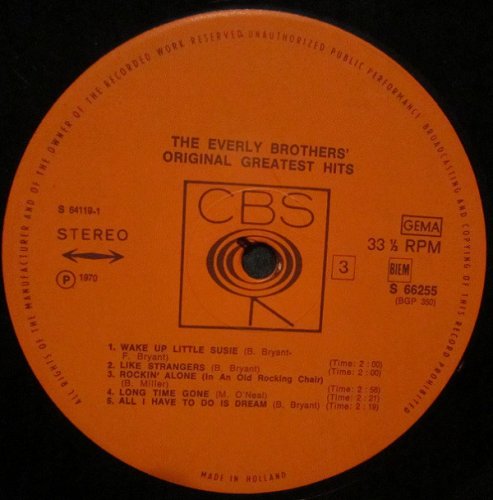 ALL RIGHTS OF THE MANUFACTURER AND OF THE OWNER OF THE RECORDED WORK RESERVED. UNAUTHORIZED PUBLIC PERFORMANCE BROADCASTING AND COPYING OF THIS RECORD PROHIBITED
THE EVERLY BROTHERS'
ORIGINAL GREATEST HITS
S 64119-1
CBS
GEMA
STEREO
33 ⅓ RPM
3
BIEM
P 1970
S 66255
(BGP 350)
1. WAKE UP LITTLE SUSIE (B. Bryant-
F. Bryant) (Time: 2:00)
2. LIKE STRANGERS (B. Bryant) (Time: 2:00)
3. ROCKIN' ALONE (In An Old Rocking Chair)
(B. Miller) (Time: 2:58)
4. LONG TIME GONE (M. O'Neal) (Time: 2:21)
5. ALL I HAVE TO DO IS DREAM (B. Bryant) (Time: 2:19)
MADE IN HOLLAND